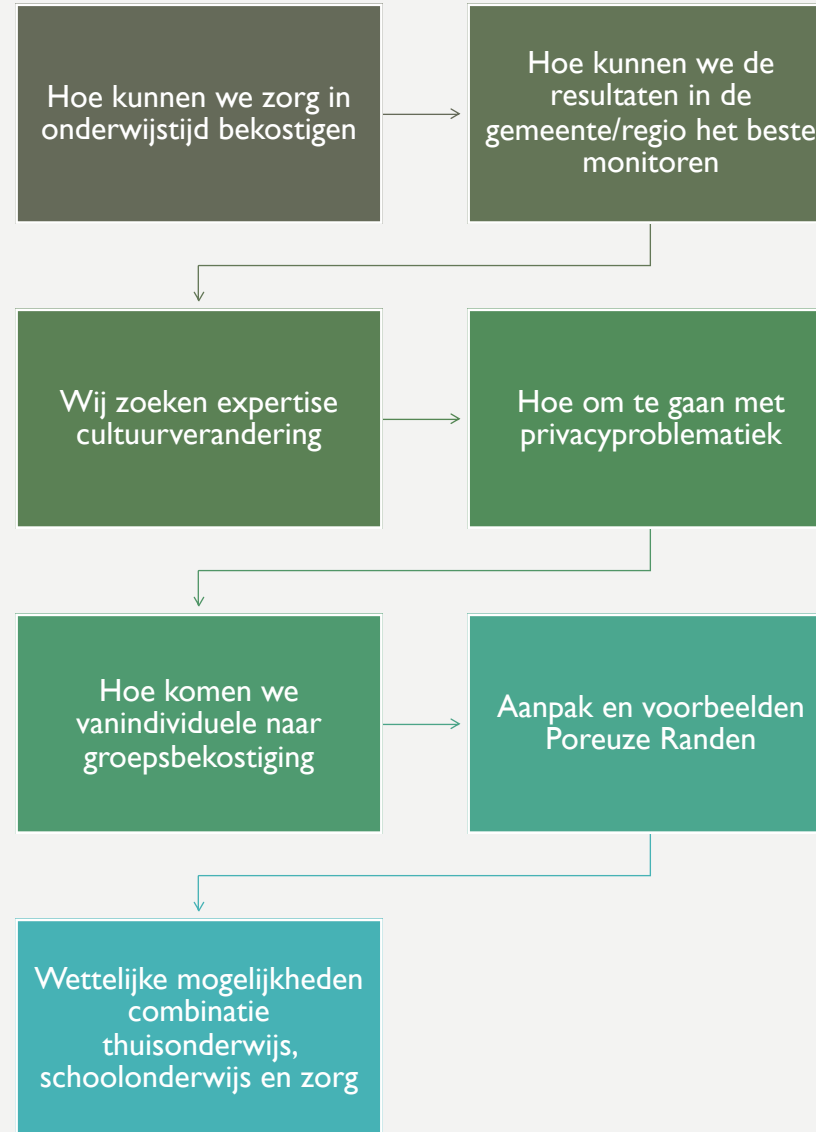 Hoe kunnen we zorg in
onderwijstijd bekostigen
Hoe kunnen we de
resultaten in de
gemeente/regio het beste
monitoren
Wij zoeken expertise
cultuurverandering
Hoe om te gaan met
privacyproblematiek
Hoe komen we
vanindividuele naar
groepsbekostiging
Aanpak en voorbeelden
Poreuze Randen
Wettelijke mogelijkheden
combinatie
thuisonderwijs,
schoolonderwijs en zorg